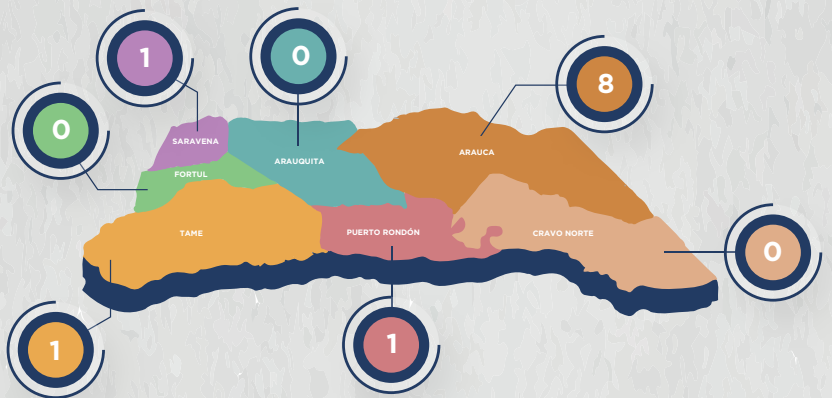 1
0
8
0
SARAVENA
ARAUQUITA
ARAUCA
FORTUL
TAME
PUERTO RONDÓN
CRAVO NORTE
0
1
1